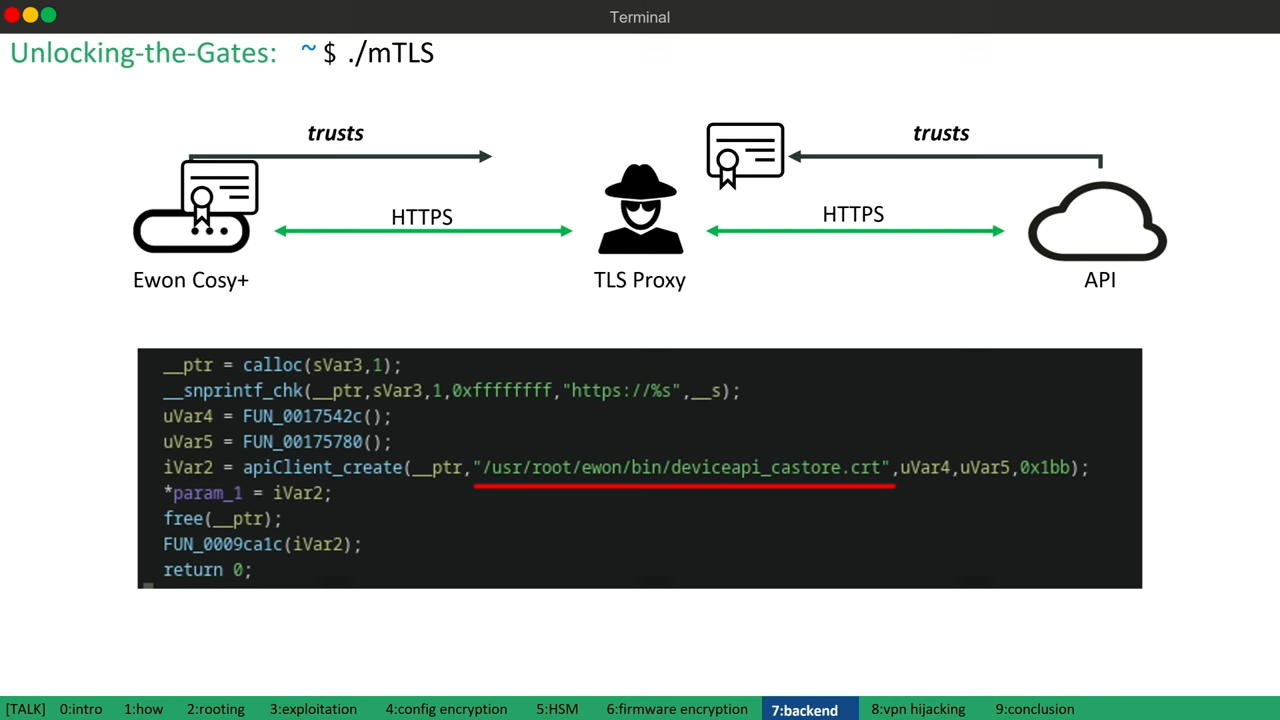 Terminal
Unlocking-the-Gates: ~ $ ./mTLS
trusts
trusts
HTTPS
HTTPS
Ewon Cosy+
TLS Proxy
API
__ptr = calloc(sVar3,1);
__snprintf_chk(__ptr,sVar3,1,0xffffffff,"https://%s",__s);
uVar4 = FUN_0017542c();
uVar5 = FUN_00175780();
iVar2 = apiClient_create(__ptr,"/usr/root/ewon/bin/deviceapi_castore.crt",uVar4,uVar5,0x1bb);
*param_1 = iVar2;
free(__ptr);
FUN_0009ca1c(iVar2);
return 0;
[TALK] 0:intro 1:how 2:rooting 3:exploitation 4:config encryption 5:HSM 6:firmware encryption 7:backend 8:vpn hijacking 9:conclusion